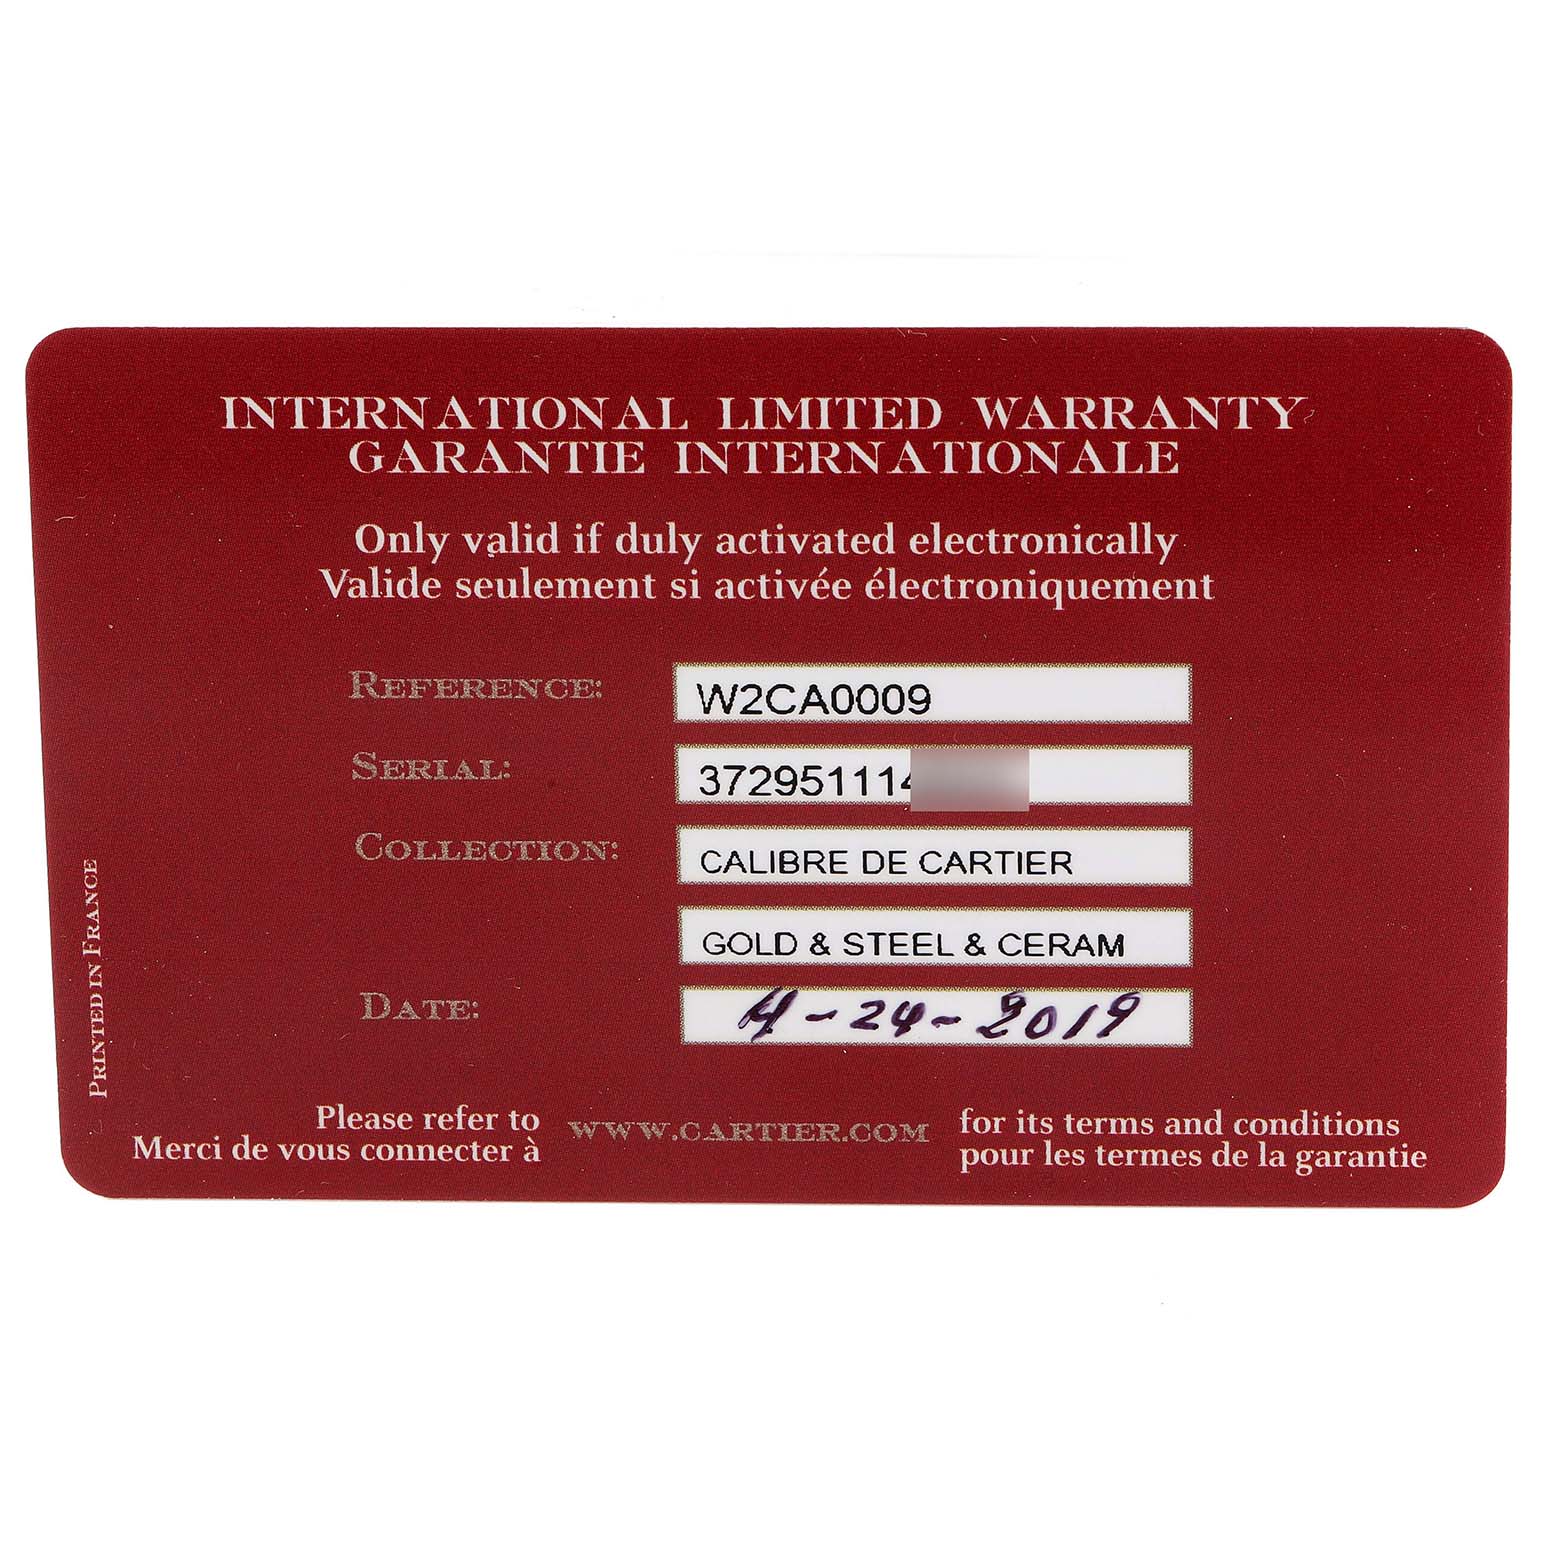 INTERNATIONAL LIMITED WARRANTY
GARANTIE INTERNATIONALE
Only valid if duly activated electronically
Valide seulement si activée électroniquement
REFERENCE: W2CA0009
SERIAL: 372951114
COLLECTION: CALIBRE DE CARTIER
GOLD & STEEL & CERAM
DATE: 4-24-2019
PRINTED IN FRANCE
Please refer to WWW.CARTIER.COM for its terms and conditions
Merci de vous connecter à pour les termes de la garantie